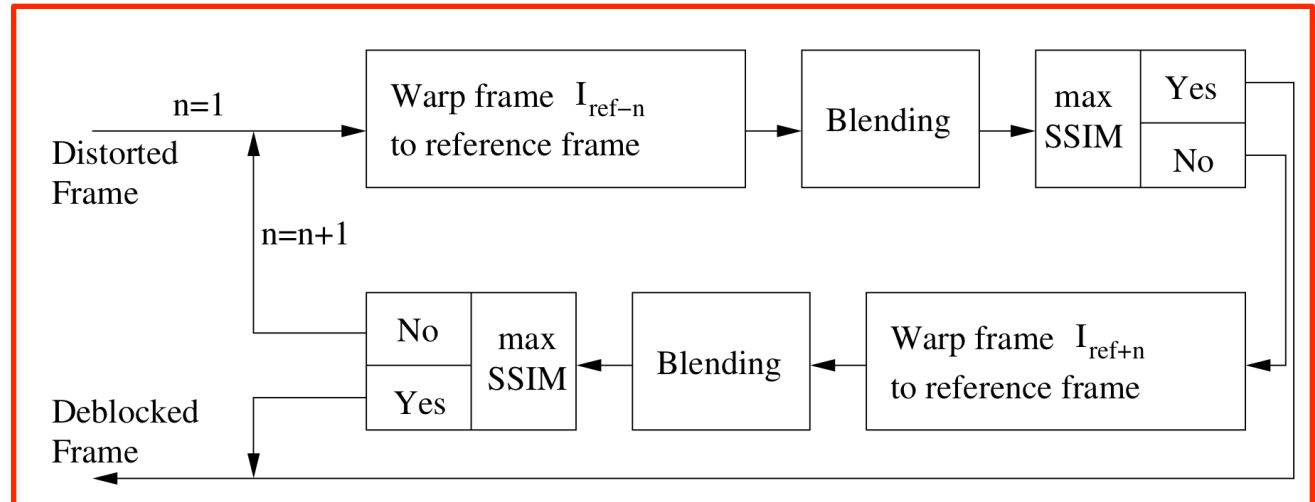 n=1
Distorted
Frame
Warp frame I_ref−n
to reference frame
Blending
max
SSIM
Yes
No
n=n+1
No
Yes
max
SSIM
Blending
Warp frame I_ref+n
to reference frame
Deblocked
Frame